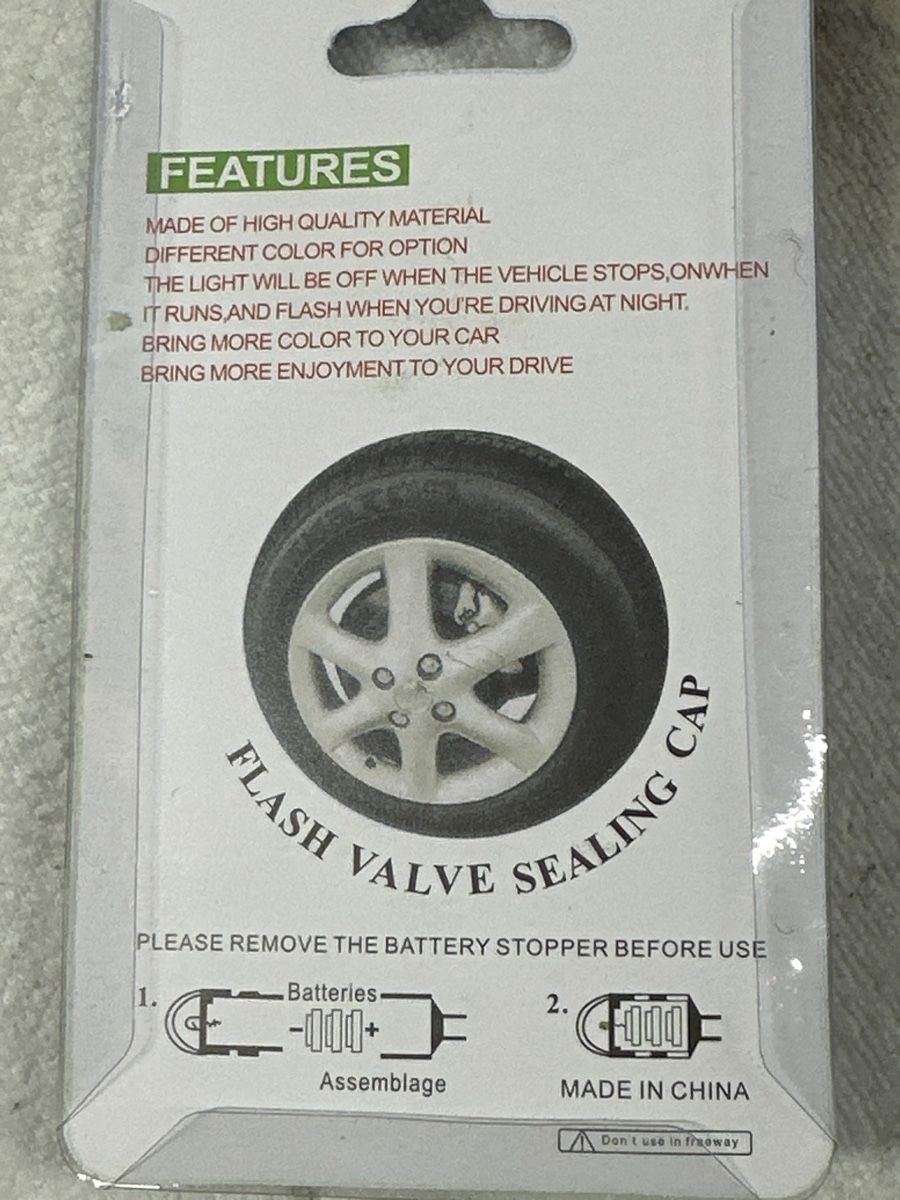 FEATURES
MADE OF HIGH QUALITY MATERIAL
DIFFERENT COLOR FOR OPTION
THE LIGHT WILL BE OFF WHEN THE VEHICLE STOPS,ONWHEN
IT RUNS,AND FLASH WHEN YOU'RE DRIVING AT NIGHT.
BRING MORE COLOR TO YOUR CAR
BRING MORE ENJOYMENT TO YOUR DRIVE
FLASH VALVE SEALING CAP
PLEASE REMOVE THE BATTERY STOPPER BEFORE USE
1. Batteries 2.
- +
Assemblage
MADE IN CHINA
Don t use in freeway